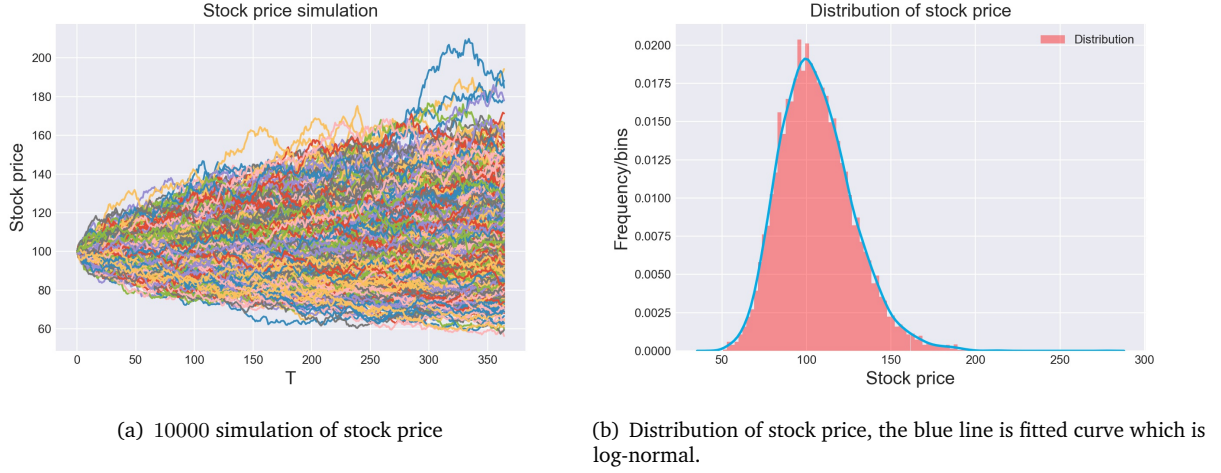 Stock price simulation
200
180
160
140
120
100
80
60
Stock price
0 50 100 150 200 250 300 350
T
(a) 10000 simulation of stock price
Distribution of stock price
Distribution
0.0200
0.0175
0.0150
0.0125
0.0100
0.0075
0.0050
0.0025
0.0000
Frequency/bins
50 100 150 200 250 300
Stock price
(b) Distribution of stock price, the blue line is fitted curve which is
log-normal.